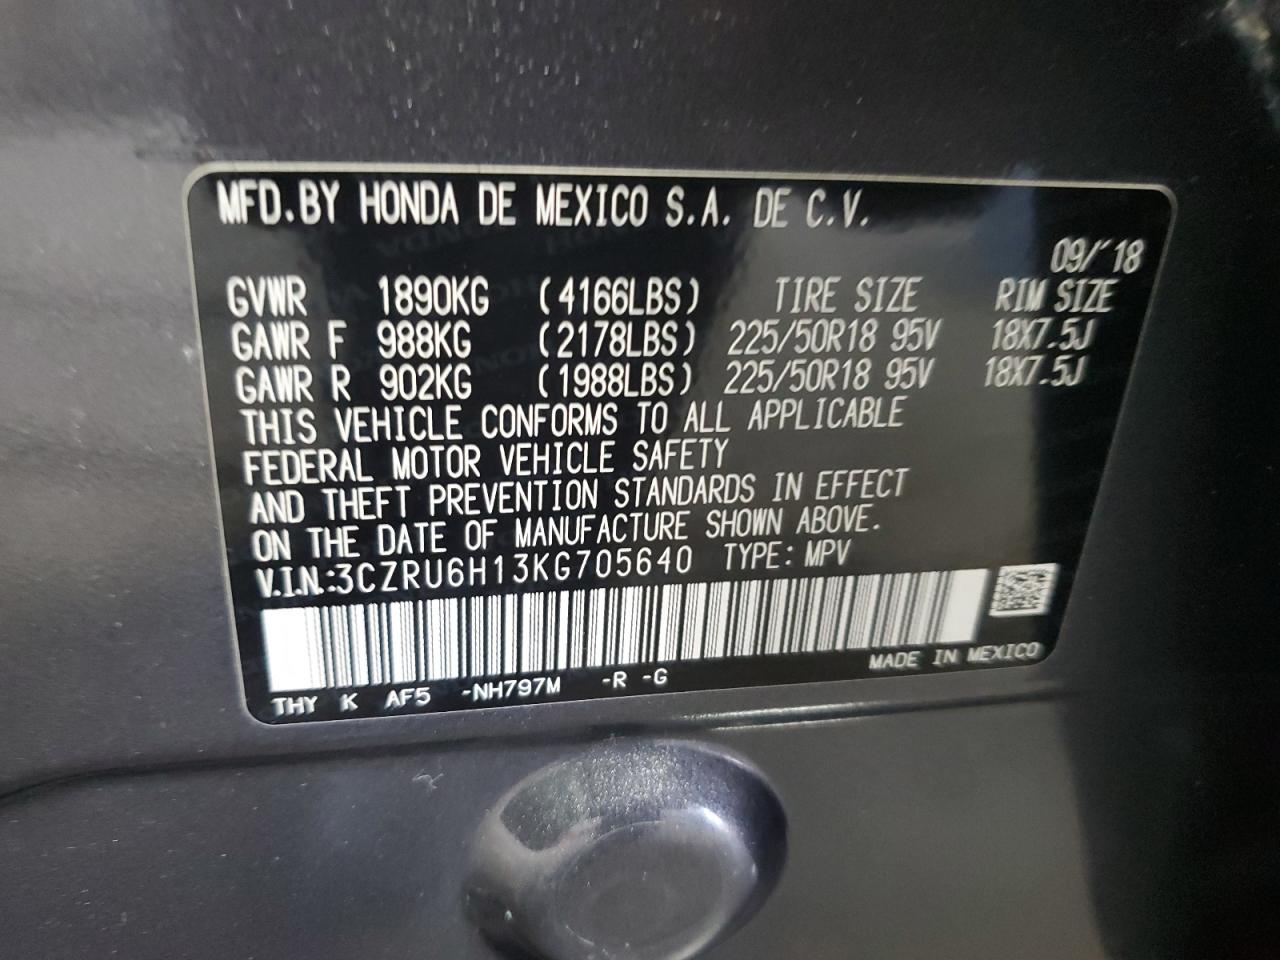 MFD.BY HONDA DE MEXICO S.A. DE C.V.
09/´18
GVWR 1890KG (4166LBS) TIRE SIZE RIM SIZE
GAWR F 988KG (2178LBS) 225/50R18 95V 18X7.5J
GAWR R 902KG (1988LBS) 225/50R18 95V 18X7.5J
THIS VEHICLE CONFORMS TO ALL APPLICABLE
FEDERAL MOTOR VEHICLE SAFETY
AND THEFT PREVENTION STANDARDS IN EFFECT
ON THE DATE OF MANUFACTURE SHOWN ABOVE.
V.I.N.:3CZRU6H13KG705640 TYPE: MPV
MADE IN MEXICO
THY K AF5 -NH797M -R -G